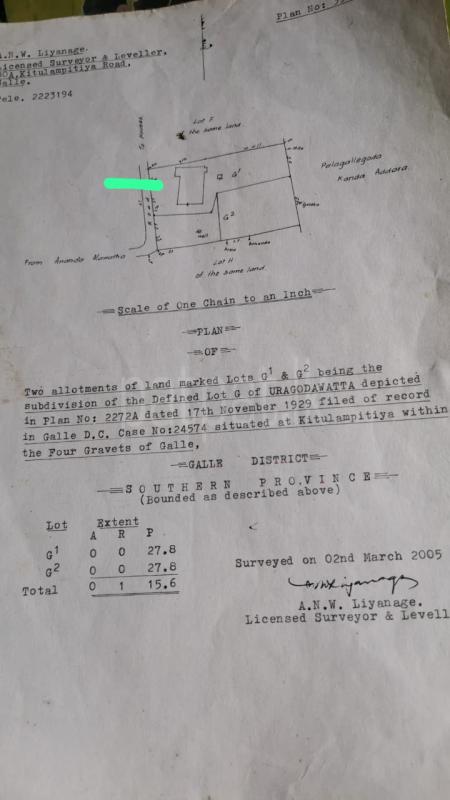 Plan No:
A.N.W. Liyanage.
Licensed Surveyor & Leveller,
Kitulampitiya Road,
Galle.
Tele. 2223194
Lot F
of the same land.
G1
Palagallegoda
Kanda Addara.
G2
Well
From Ananda
Lot H
of the same land.
Scale of One Chain to an Inch
PLAN
OF
Two allotments of land marked Lots G1 & G2 being the
subdivision of the Defined Lot G of URAGODAWATTA depicted
in Plan No: 2272A dated 17th November 1929 filed of record
in Galle D.C. Case No:24574 situated at Kitulampitiya within
the Four Gravets of Galle,
GALLE DISTRICT
SOUTHERN PROVINCE
(Bounded as described above)
Lot Extent
A R P
G1 0 0 27.8
G2 0 0 27.8
Total 0 1 15.6
Surveyed on 02nd March 2005
A.N.W. Liyanage.
Licensed Surveyor & Levell